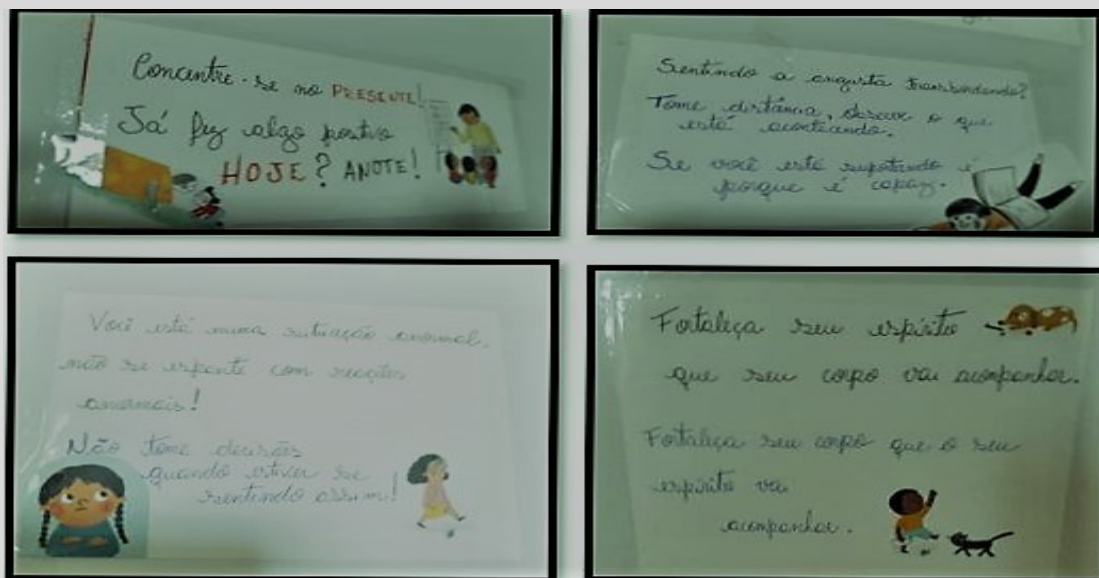 Concentre-se no PRESENTE!
Já fez algo positivo
HOJE? ANOTE!
Sentindo a angústia transbordando?
Tome distância, observe o que
está acontecendo.
Se você está suportando é
porque é capaz.
Você está numa situação anormal,
não se espante com reações
anormais!
Não tome decisões
quando estiver se
sentindo assim!
Fortaleça seu espírito
que seu corpo vai acompanhar.
Fortaleça seu corpo que o seu
espírito vai
acompanhar.